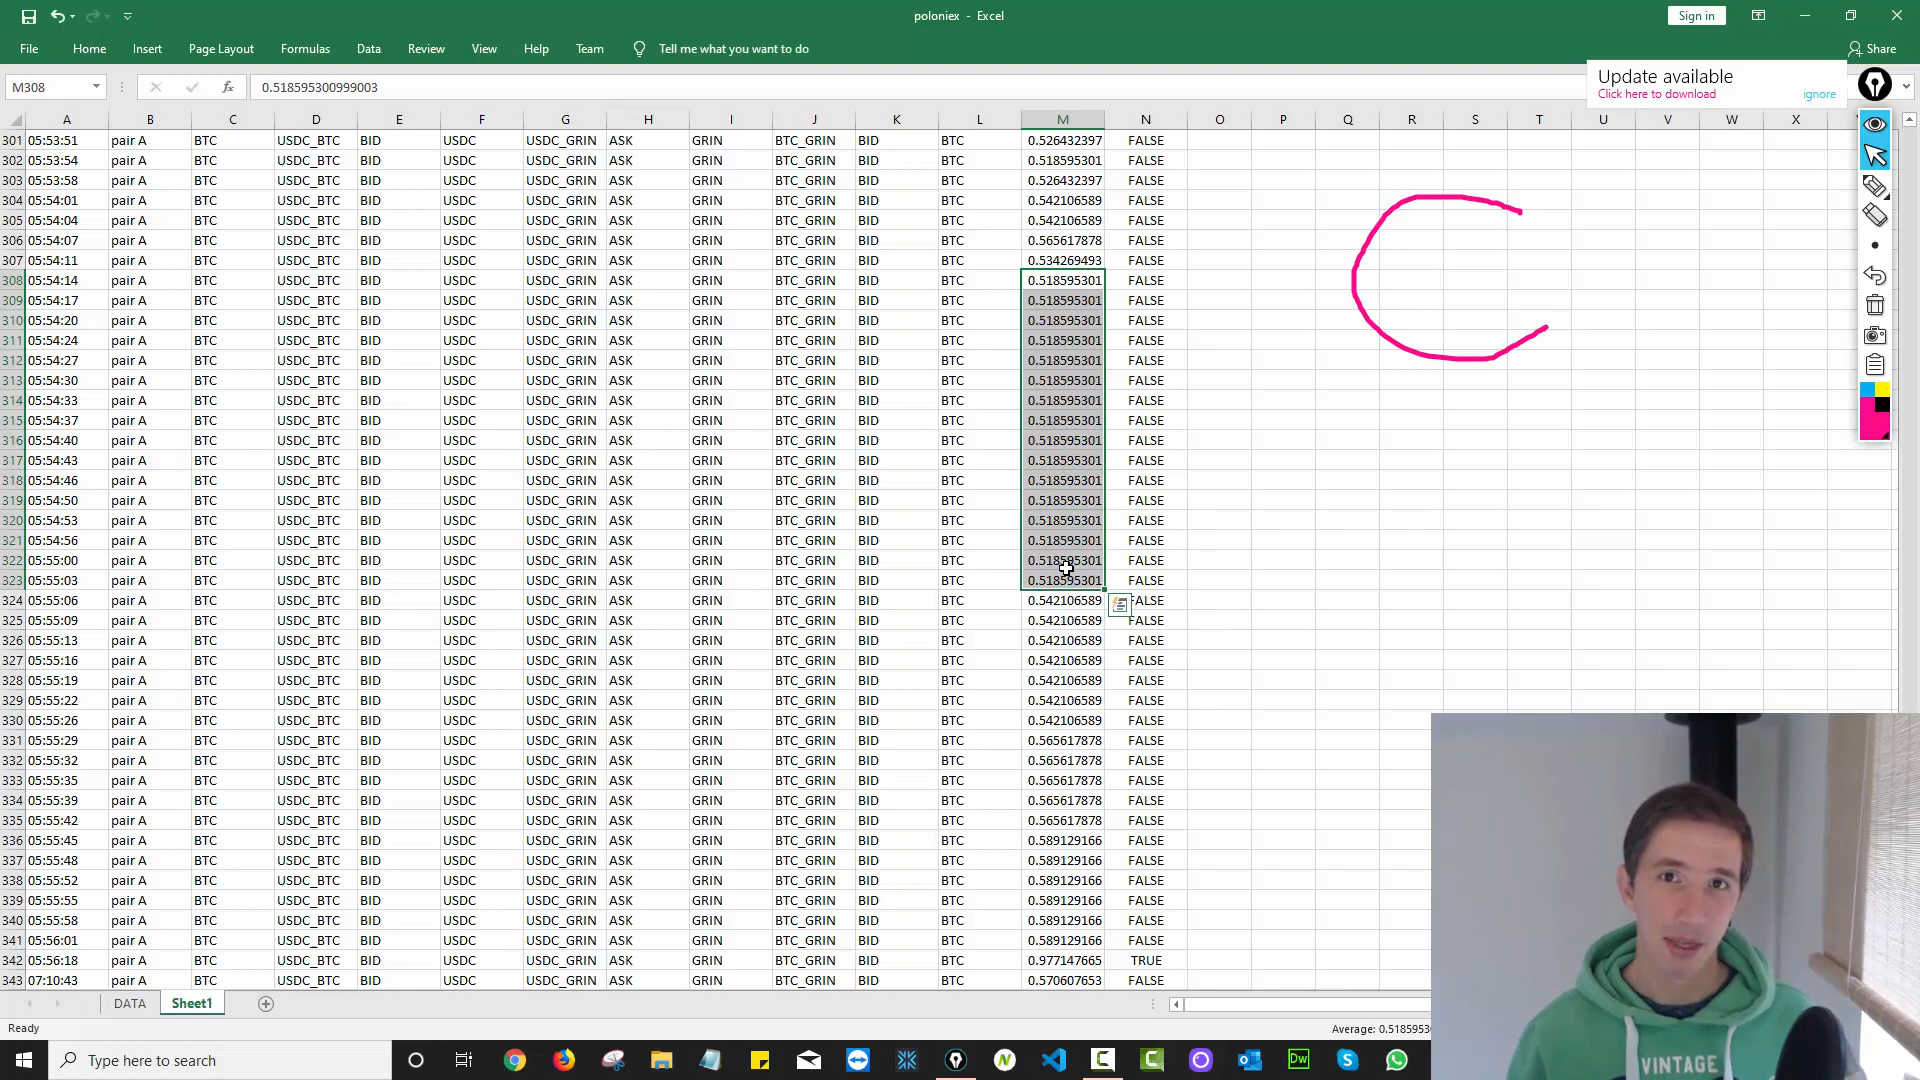 poloniex - Excel
Sign in
File Home Insert Page Layout Formulas Data Review View Help Team Tell me what you want to do Share
M308 fx 0.518595300999003
Update available
Click here to download ignore
A B C D E F G H I J K L M N O P Q R S T U V W X
301 05:53:51 pair A BTC USDC_BTC BID USDC USDC_GRIN ASK GRIN BTC_GRIN BID BTC 0.526432397 FALSE
302 05:53:54 pair A BTC USDC_BTC BID USDC USDC_GRIN ASK GRIN BTC_GRIN BID BTC 0.518595301 FALSE
303 05:53:58 pair A BTC USDC_BTC BID USDC USDC_GRIN ASK GRIN BTC_GRIN BID BTC 0.526432397 FALSE
304 05:54:01 pair A BTC USDC_BTC BID USDC USDC_GRIN ASK GRIN BTC_GRIN BID BTC 0.542106589 FALSE
305 05:54:04 pair A BTC USDC_BTC BID USDC USDC_GRIN ASK GRIN BTC_GRIN BID BTC 0.542106589 FALSE
306 05:54:07 pair A BTC USDC_BTC BID USDC USDC_GRIN ASK GRIN BTC_GRIN BID BTC 0.565617878 FALSE
307 05:54:11 pair A BTC USDC_BTC BID USDC USDC_GRIN ASK GRIN BTC_GRIN BID BTC 0.534269493 FALSE
308 05:54:14 pair A BTC USDC_BTC BID USDC USDC_GRIN ASK GRIN BTC_GRIN BID BTC 0.518595301 FALSE
309 05:54:17 pair A BTC USDC_BTC BID USDC USDC_GRIN ASK GRIN BTC_GRIN BID BTC 0.518595301 FALSE
310 05:54:20 pair A BTC USDC_BTC BID USDC USDC_GRIN ASK GRIN BTC_GRIN BID BTC 0.518595301 FALSE
311 05:54:24 pair A BTC USDC_BTC BID USDC USDC_GRIN ASK GRIN BTC_GRIN BID BTC 0.518595301 FALSE
312 05:54:27 pair A BTC USDC_BTC BID USDC USDC_GRIN ASK GRIN BTC_GRIN BID BTC 0.518595301 FALSE
313 05:54:30 pair A BTC USDC_BTC BID USDC USDC_GRIN ASK GRIN BTC_GRIN BID BTC 0.518595301 FALSE
314 05:54:33 pair A BTC USDC_BTC BID USDC USDC_GRIN ASK GRIN BTC_GRIN BID BTC 0.518595301 FALSE
315 05:54:37 pair A BTC USDC_BTC BID USDC USDC_GRIN ASK GRIN BTC_GRIN BID BTC 0.518595301 FALSE
316 05:54:40 pair A BTC USDC_BTC BID USDC USDC_GRIN ASK GRIN BTC_GRIN BID BTC 0.518595301 FALSE
317 05:54:43 pair A BTC USDC_BTC BID USDC USDC_GRIN ASK GRIN BTC_GRIN BID BTC 0.518595301 FALSE
318 05:54:46 pair A BTC USDC_BTC BID USDC USDC_GRIN ASK GRIN BTC_GRIN BID BTC 0.518595301 FALSE
319 05:54:50 pair A BTC USDC_BTC BID USDC USDC_GRIN ASK GRIN BTC_GRIN BID BTC 0.518595301 FALSE
320 05:54:53 pair A BTC USDC_BTC BID USDC USDC_GRIN ASK GRIN BTC_GRIN BID BTC 0.518595301 FALSE
321 05:54:56 pair A BTC USDC_BTC BID USDC USDC_GRIN ASK GRIN BTC_GRIN BID BTC 0.518595301 FALSE
322 05:55:00 pair A BTC USDC_BTC BID USDC USDC_GRIN ASK GRIN BTC_GRIN BID BTC 0.518595301 FALSE
323 05:55:03 pair A BTC USDC_BTC BID USDC USDC_GRIN ASK GRIN BTC_GRIN BID BTC 0.518595301 FALSE
324 05:55:06 pair A BTC USDC_BTC BID USDC USDC_GRIN ASK GRIN BTC_GRIN BID BTC 0.542106589 FALSE
325 05:55:09 pair A BTC USDC_BTC BID USDC USDC_GRIN ASK GRIN BTC_GRIN BID BTC 0.542106589 FALSE
326 05:55:13 pair A BTC USDC_BTC BID USDC USDC_GRIN ASK GRIN BTC_GRIN BID BTC 0.542106589 FALSE
327 05:55:16 pair A BTC USDC_BTC BID USDC USDC_GRIN ASK GRIN BTC_GRIN BID BTC 0.542106589 FALSE
328 05:55:19 pair A BTC USDC_BTC BID USDC USDC_GRIN ASK GRIN BTC_GRIN BID BTC 0.542106589 FALSE
329 05:55:22 pair A BTC USDC_BTC BID USDC USDC_GRIN ASK GRIN BTC_GRIN BID BTC 0.542106589 FALSE
330 05:55:26 pair A BTC USDC_BTC BID USDC USDC_GRIN ASK GRIN BTC_GRIN BID BTC 0.542106589 FALSE
331 05:55:29 pair A BTC USDC_BTC BID USDC USDC_GRIN ASK GRIN BTC_GRIN BID BTC 0.565617878 FALSE
332 05:55:32 pair A BTC USDC_BTC BID USDC USDC_GRIN ASK GRIN BTC_GRIN BID BTC 0.565617878 FALSE
333 05:55:35 pair A BTC USDC_BTC BID USDC USDC_GRIN ASK GRIN BTC_GRIN BID BTC 0.565617878 FALSE
334 05:55:39 pair A BTC USDC_BTC BID USDC USDC_GRIN ASK GRIN BTC_GRIN BID BTC 0.565617878 FALSE
335 05:55:42 pair A BTC USDC_BTC BID USDC USDC_GRIN ASK GRIN BTC_GRIN BID BTC 0.565617878 FALSE
336 05:55:45 pair A BTC USDC_BTC BID USDC USDC_GRIN ASK GRIN BTC_GRIN BID BTC 0.589129166 FALSE
337 05:55:48 pair A BTC USDC_BTC BID USDC USDC_GRIN ASK GRIN BTC_GRIN BID BTC 0.589129166 FALSE
338 05:55:52 pair A BTC USDC_BTC BID USDC USDC_GRIN ASK GRIN BTC_GRIN BID BTC 0.589129166 FALSE
339 05:55:55 pair A BTC USDC_BTC BID USDC USDC_GRIN ASK GRIN BTC_GRIN BID BTC 0.589129166 FALSE
340 05:55:58 pair A BTC USDC_BTC BID USDC USDC_GRIN ASK GRIN BTC_GRIN BID BTC 0.589129166 FALSE
341 05:56:01 pair A BTC USDC_BTC BID USDC USDC_GRIN ASK GRIN BTC_GRIN BID BTC 0.589129166 FALSE
342 05:56:18 pair A BTC USDC_BTC BID USDC USDC_GRIN ASK GRIN BTC_GRIN BID BTC 0.977147665 TRUE
343 07:10:43 pair A BTC USDC_BTC BID USDC USDC_GRIN ASK GRIN BTC_GRIN BID BTC 0.570607653 FALSE
DATA Sheet1
Ready Average: 0.5185953
Type here to search
N
C
C
Dw
S
VINTAGE